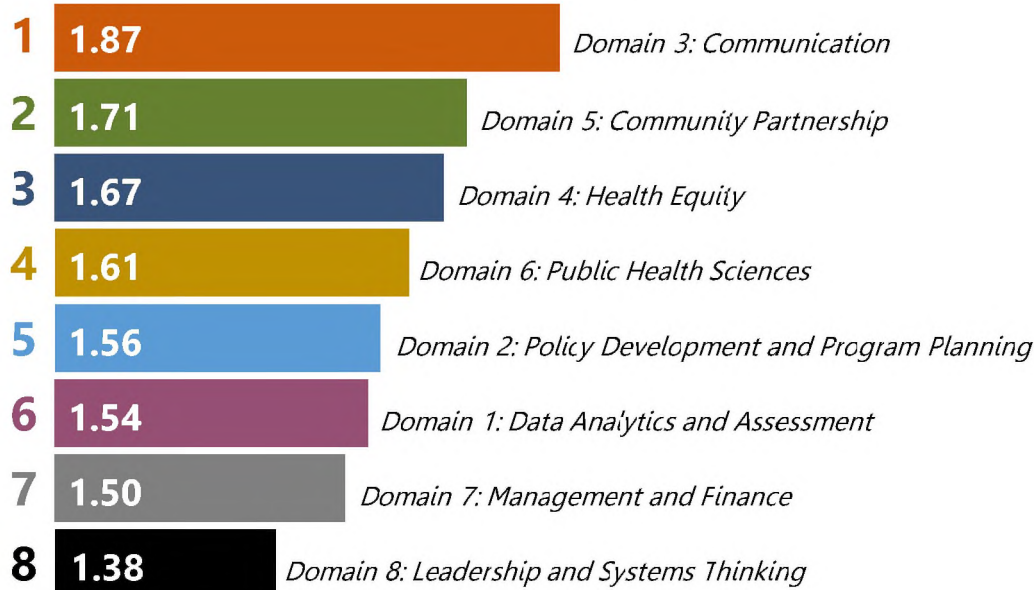 1 1.87 Domain 3: Communication
2 1.71 Domain 5: Community Partnership
3 1.67 Domain 4: Health Equity
4 1.61 Domain 6: Public Health Sciences
5 1.56 Domain 2: Policy Development and Program Planning
6 1.54 Domain 1: Data Analytics and Assessment
7 1.50 Domain 7: Management and Finance
8 1.38 Domain 8: Leadership and Systems Thinking